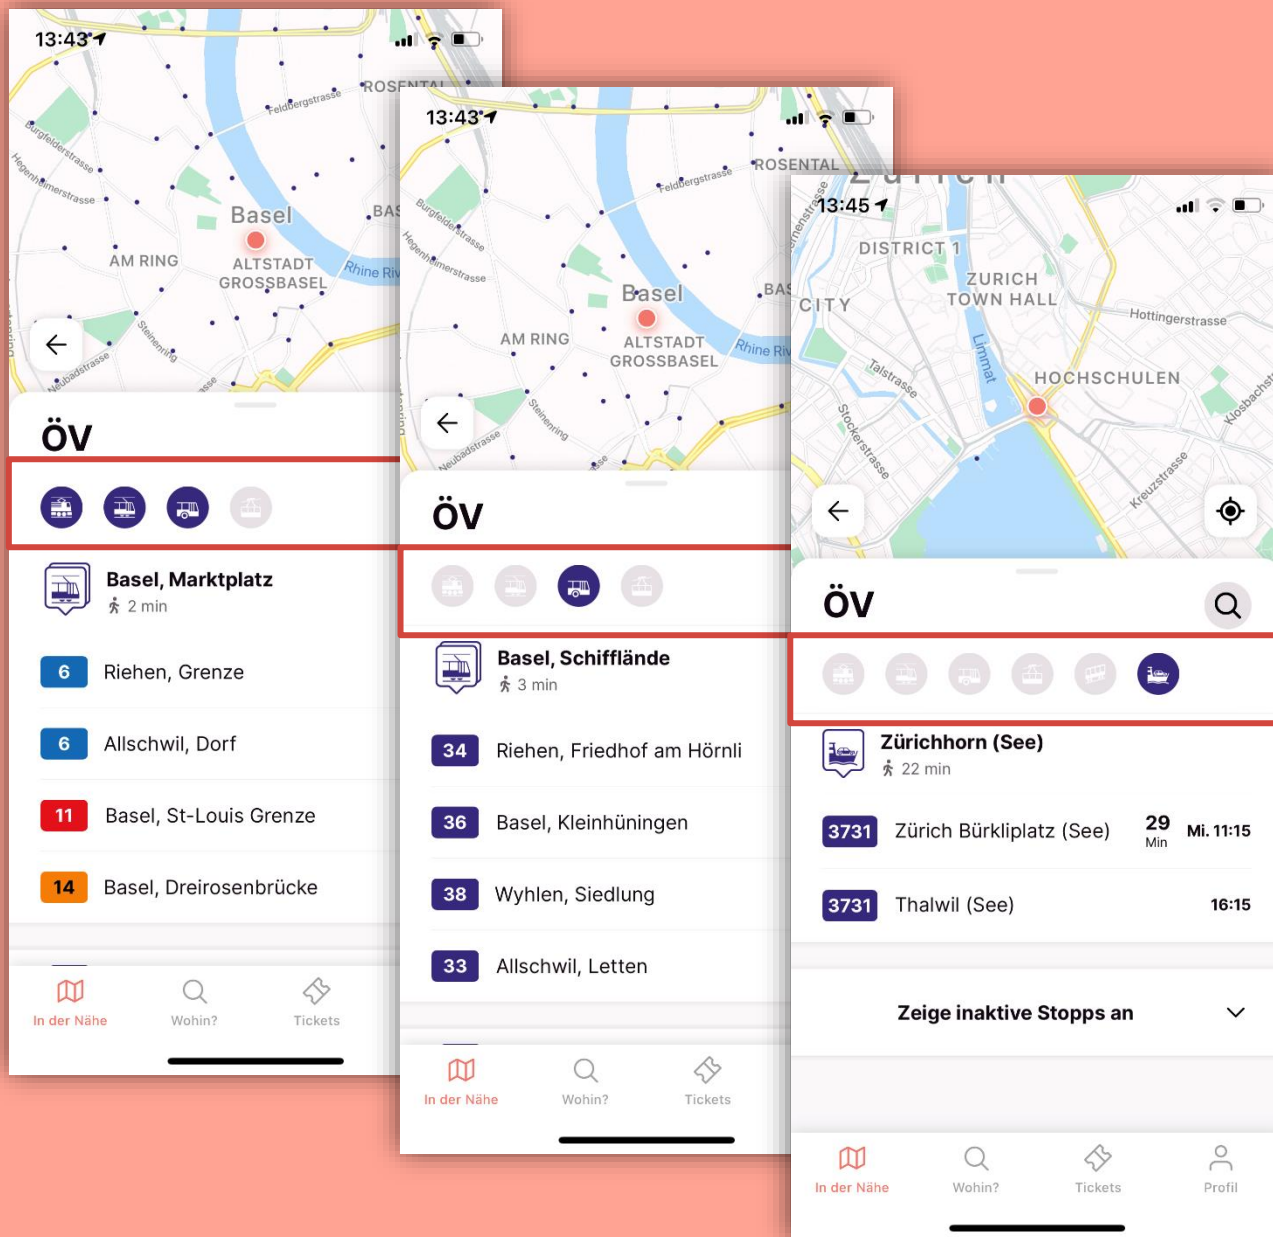 13:43
ROSENTAL
Feldbergstrasse
Burgfelderstrasse
Hegenheimerstrasse
Basel
BAS
AM RING
ALTSTADT
GROSSBASEL
Rhine Riv
Steinenring
Neubadstrasse
sse
ÖV
Basel, Marktplatz
2 min
6 Riehen, Grenze
6 Allschwil, Dorf
11 Basel, St-Louis Grenze
14 Basel, Dreirosenbrücke
In der Nähe
Wohin?
Tickets
13:43
ROSENTAL
Feldbergstrasse
Burgfelderstrasse
Hegenheimerstrasse
Basel
BAS
AM RING
ALTSTADT
GROSSBASEL
Rhine Riv
Steinenring
Neubadstrasse
sse
ÖV
Basel, Schifflände
3 min
34 Riehen, Friedhof am Hörnli
36 Basel, Kleinhüningen
38 Wyhlen, Siedlung
33 Allschwil, Letten
In der Nähe
Wohin?
Tickets
Zürich
13:45
DISTRICT 1
ZURICH
TOWN HALL
CITY
Hottingerstrasse
Limmat
Talstrasse
HOCHSCHULEN
Stockerstrasse
Kreuzstrasse
ÖV
Zürichhorn (See)
22 min
3731 Zürich Bürkliplatz (See) 29 Min Mi. 11:15
3731 Thalwil (See) 16:15
Zeige inaktive Stopps an
In der Nähe
Wohin?
Tickets
Profil